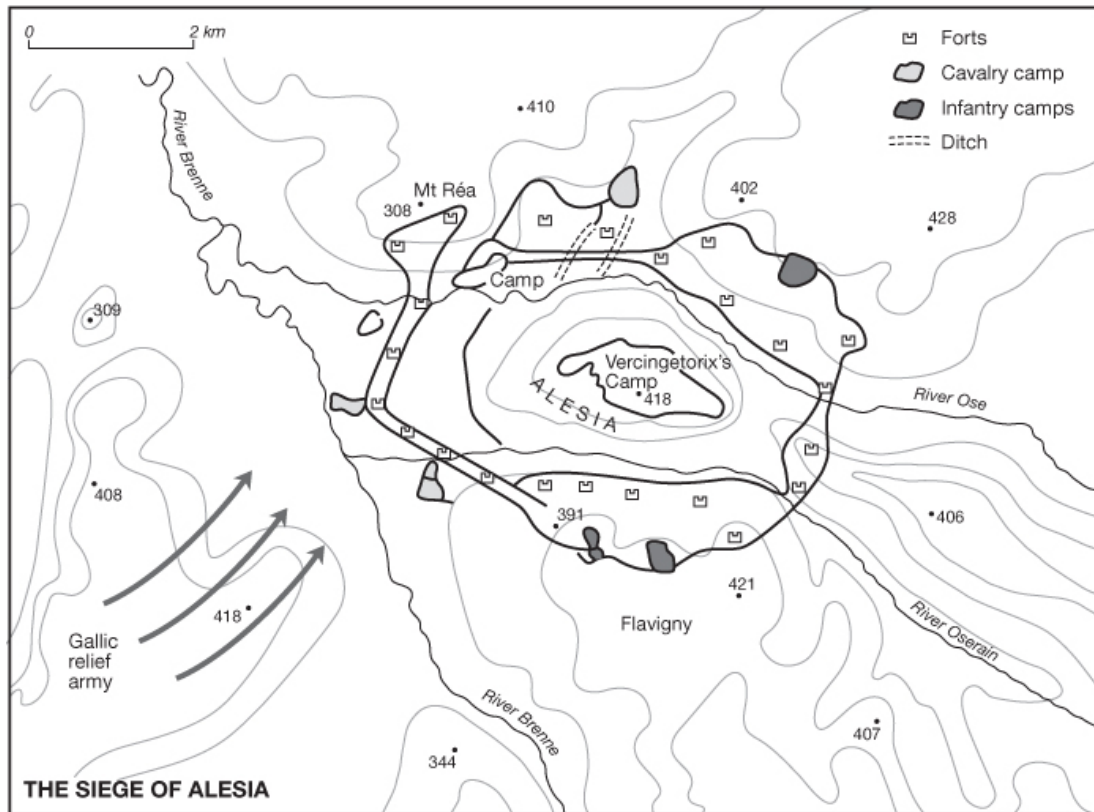 0 2 km
Forts
Cavalry camp
Infantry camps
Ditch
410
River Brenne
Mt Réa
308
402
428
Camp
309
Vercingetorix's
Camp
418
ALESIA
River Ose
408
391
406
421
418
Flavigny
Gallic
relief
army
River Oserain
River Brenne
407
344
THE SIEGE OF ALESIA